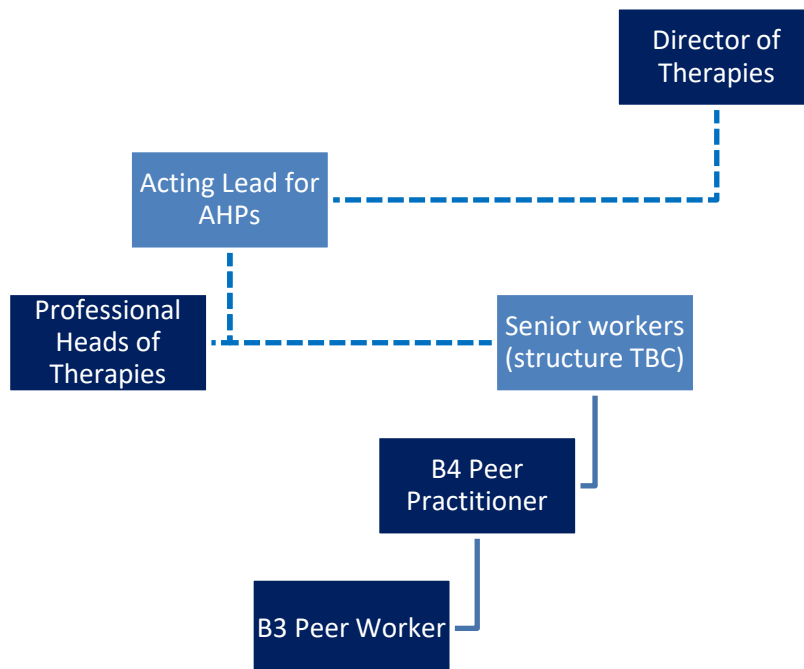 Director of
Therapies
Acting Lead for
AHPs
Professional
Heads of
Therapies
Senior workers
(structure TBC)
B4 Peer
Practitioner
B3 Peer Worker